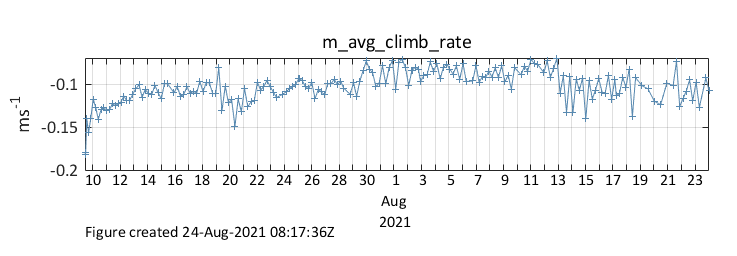 m_avg_climb_rate
-0.1
-0.15
-0.2
ms-1
10 12 14 16 18 20 22 24 26 28 30 1 3 5 7 9 11 13 15 17 19 21 23
Aug
2021
Figure created 24-Aug-2021 08:17:36Z